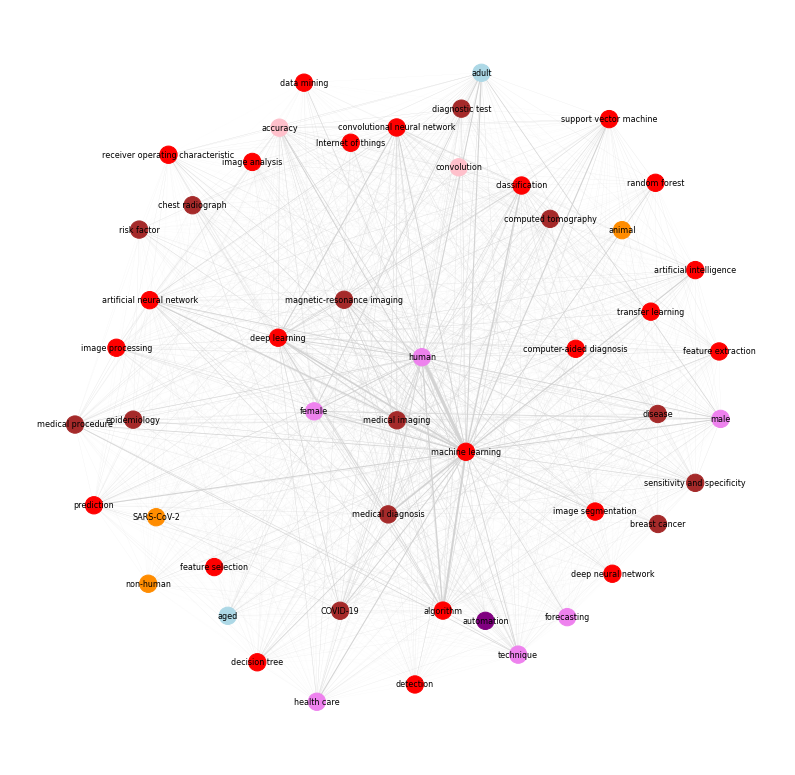 adult
data mining
diagnostic test
support vector machine
accuracy
convolutional neural network
Internet of things
receiver operating characteristic
image analysis
convolution
classification
random forest
chest radiograph
computed tomography
risk factor
animal
artificial intelligence
artificial neural network
magnetic-resonance imaging
transfer learning
deep learning
image processing
human
computer-aided diagnosis
feature extraction
female
disease
male
medical procedure
epidemiology
medical imaging
machine learning
sensitivity and specificity
prediction
SARS-CoV-2
medical diagnosis
image segmentation
breast cancer
feature selection
deep neural network
non-human
aged
COVID-19
algorithm
automation
forecasting
technique
decision tree
detection
health care